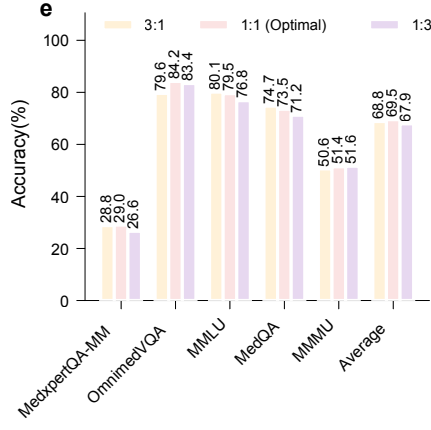 e
3:1
1:1 (Optimal)
1:3
Accuracy(%)
100
80
60
40
20
0
28.8
29.0
26.6
79.6
84.2
83.4
80.1
79.5
76.8
74.7
73.5
71.2
50.6
51.4
51.6
68.8
69.5
67.9
MedxpertQA-MM
OmnimedVQA
MMLU
MedQA
MMMU
Average